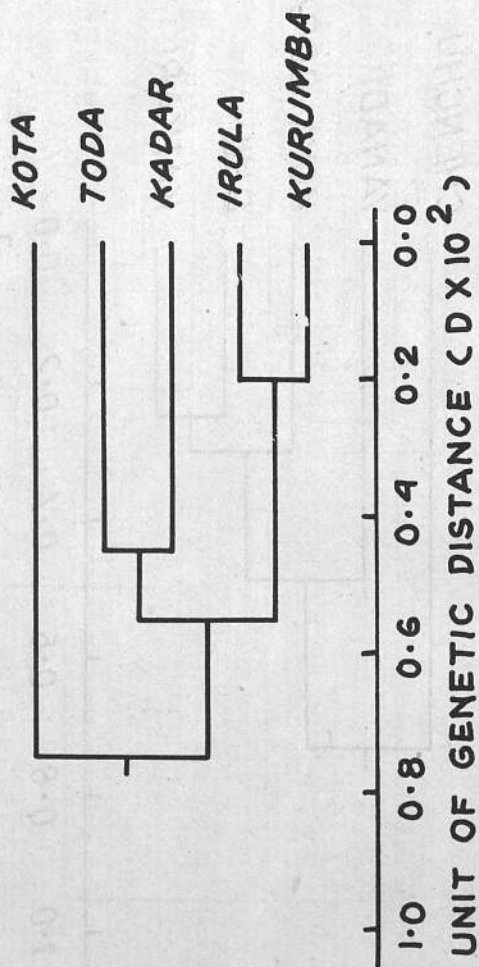 KOTA
TODA
KADAR
IRULA
KURUMBA
1.0 0.8 0.6 0.4 0.2 0.0
UNIT OF GENETIC DISTANCE (D X 10²)